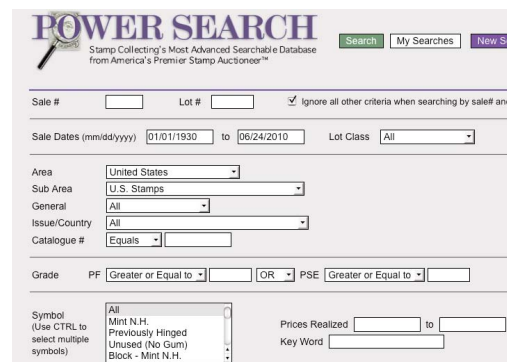 POWER SEARCH
Stamp Collecting's Most Advanced Searchable Database
from America's Premier Stamp Auctioneer™
Search My Searches New
Sale # Lot # Ignore all other criteria when searching by sale# an
Sale Dates (mm/dd/yyyy) 01/01/1930 to 06/24/2010 Lot Class All
Area United States
Sub Area U.S. Stamps
General All
Issue/Country All
Catalogue # Equals
Grade PF Greater or Equal to OR PSE Greater or Equal to
Symbol
(Use CTRL to
select multiple
symbols)
All
Mint N.H.
Previously Hinged
Unused (No Gum)
Block - Mint N.H.
Prices Realized to
Key Word